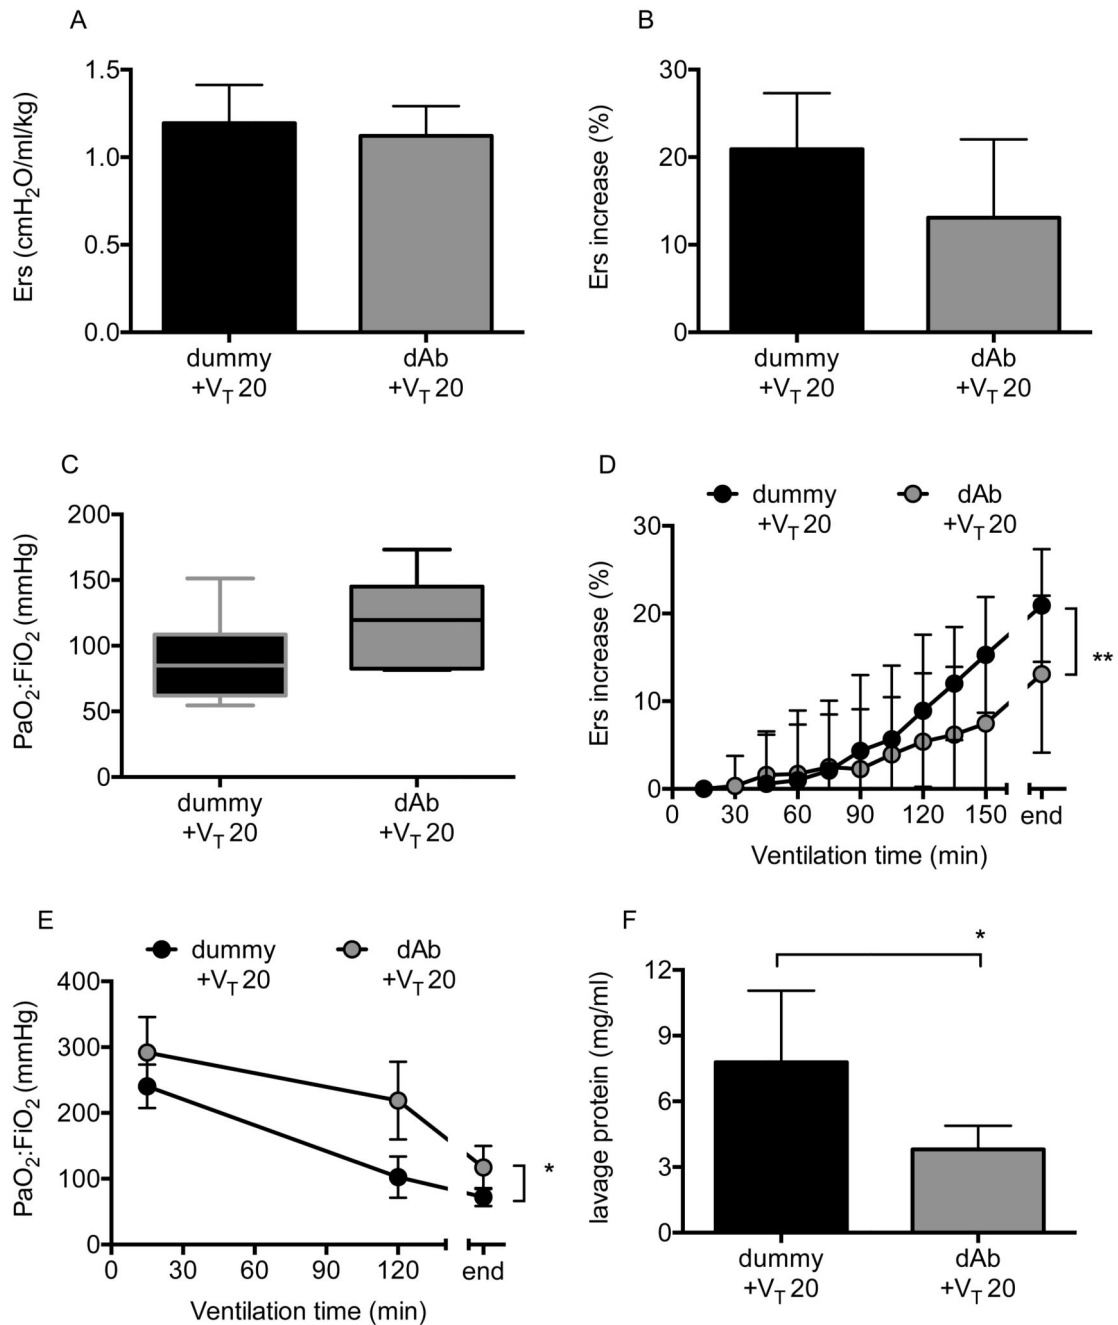 A
Ers (cmH2O/ml/kg)
1.5
1.0
0.5
0.0
dummy
+VT 20
dAb
+VT 20
B
Ers increase (%)
30
20
10
0
dummy
+VT 20
dAb
+VT 20
C
PaO2:FiO2 (mmHg)
200
150
100
50
0
dummy
+VT 20
dAb
+VT 20
D
dummy
+VT 20
dAb
+VT 20
Ers increase (%)
30
20
10
0
**
0 30 60 90 120 150 end
Ventilation time (min)
E
dummy
+VT 20
dAb
+VT 20
PaO2:FiO2 (mmHg)
400
300
200
100
0
*
0 30 60 90 120 end
Ventilation time (min)
F
*
lavage protein (mg/ml)
12
9
6
3
0
dummy
+VT 20
dAb
+VT 20